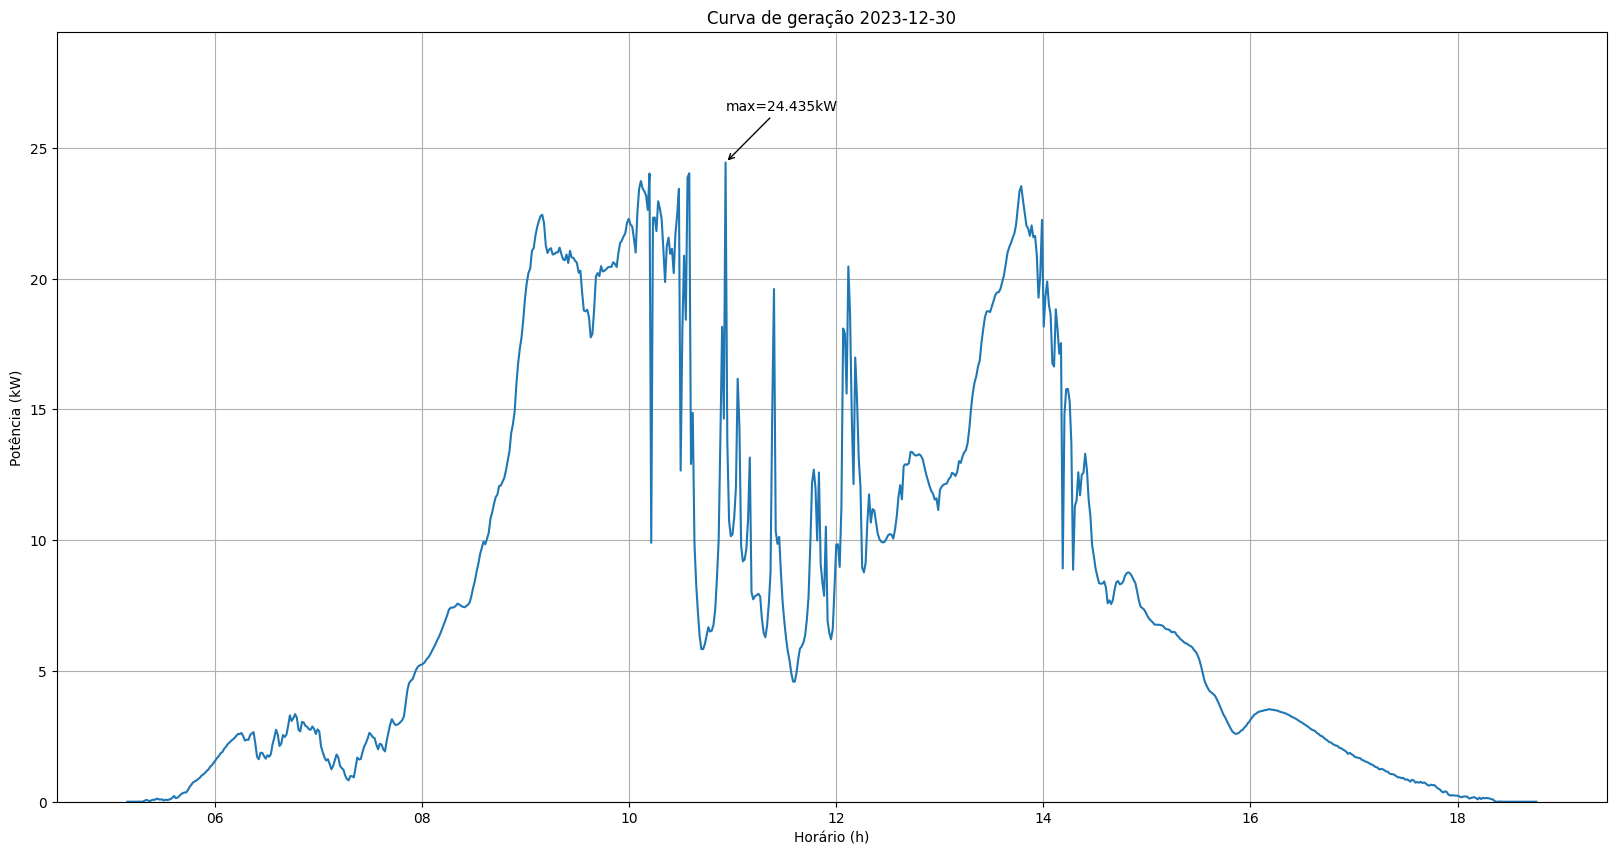 Curva de geração 2023-12-30
max=24.435kW
25
20
15
10
5
0
Potência (kW)
06 08 10 12 14 16 18
Horário (h)